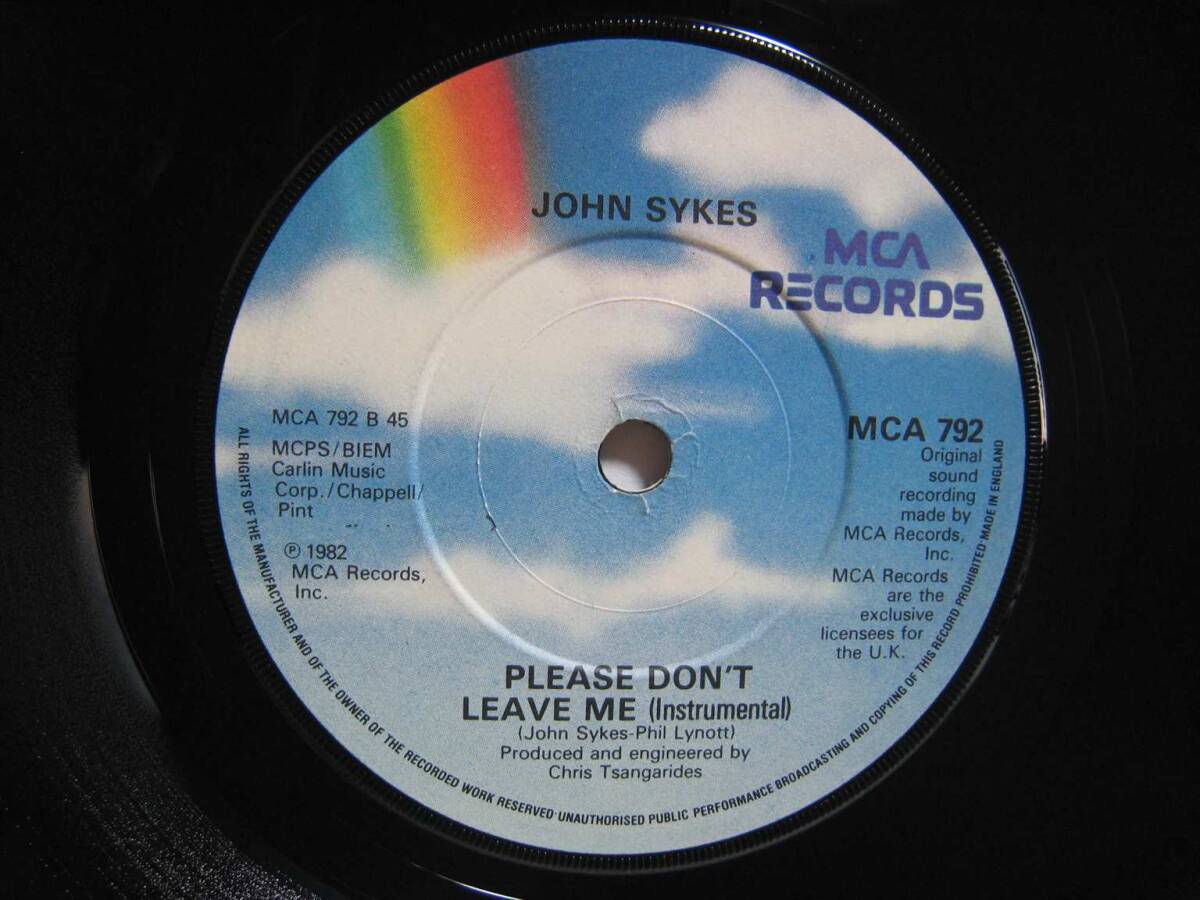 JOHN SYKES
MCA
RECORDS
MCA 792 B 45
MCPS/BIEM
Carlin Music
Corp./Chappell/
Pint
℗ 1982
MCA Records,
Inc.
MCA 792
Original
sound
recording
made by
MCA Records,
Inc.
MCA Records
are the
exclusive
licensees for
the U.K.
PLEASE DON'T
LEAVE ME (Instrumental)
(John Sykes-Phil Lynott)
Produced and engineered by
Chris Tsangarides
ALL RIGHTS OF THE MANUFACTURER AND OF THE OWNER OF THE RECORDED WORK RESERVED·UNAUTHORISED PUBLIC PERFORMANCE BROADCASTING AND COPYING OF THIS RECORD PROHIBITED·MADE IN ENGLAND